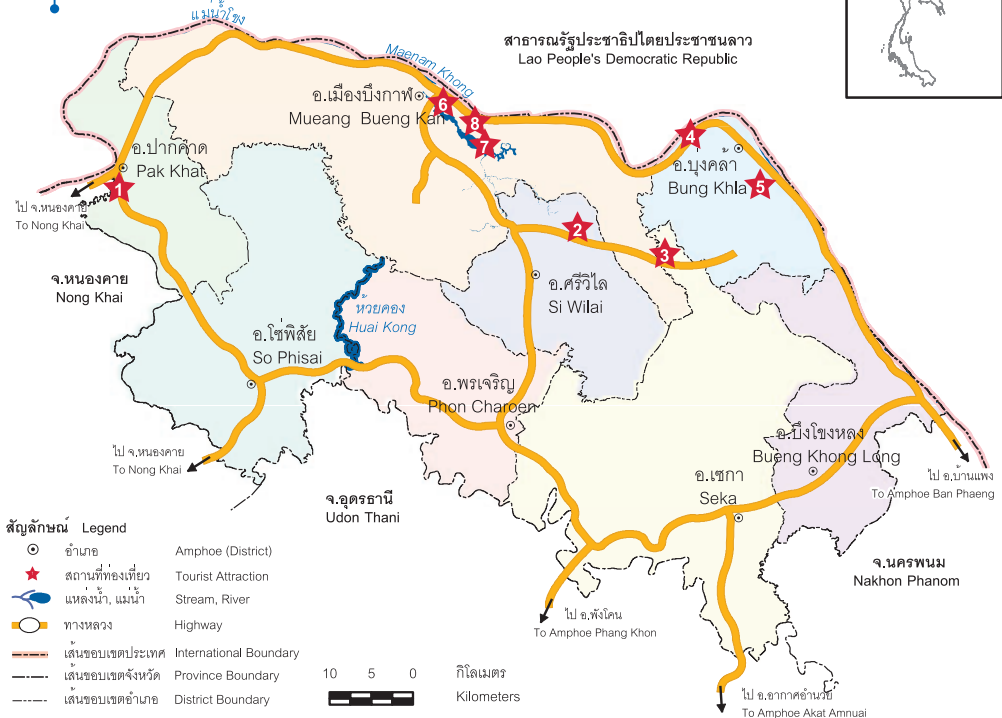 แม่น้ำโขง
สาธารณรัฐประชาธิปไตยประชาชนลาว
Lao People's Democratic Republic
Maenam Khong
อ.เมืองบึงกาฬ
Mueang Bueng Kan
6
8
7
4
อ.ปากคาด
Pak Khat
1
อ.บุ่งคล้า
Bung Khla
5
ไป จ.หนองคาย
To Nong Khai
2
3
จ.หนองคาย
Nong Khai
อ.ศรีวิไล
Si Wilai
ห้วยคอง
Huai Kong
อ.โซ่พิสัย
So Phisai
อ.พรเจริญ
Phon Charoen
อ.บึงโขงหลง
Bueng Khong Long
ไป จ.หนองคาย
To Nong Khai
อ.เซกา
Seka
ไป อ.บ้านแพง
To Amphoe Ban Phaeng
จ.อุดรธานี
Udon Thani
จ.นครพนม
Nakhon Phanom
ไป อ.พังโคน
To Amphoe Phang Khon
ไป อ.อากาศอำนวย
To Amphoe Akat Amnuai
สัญลักษณ์ Legend
อำเภอ Amphoe (District)
สถานที่ท่องเที่ยว Tourist Attraction
แหล่งน้ำ, แม่น้ำ Stream, River
ทางหลวง Highway
เส้นขอบเขตประเทศ International Boundary
เส้นขอบเขตจังหวัด Province Boundary
เส้นขอบเขตอำเภอ District Boundary
10 5 0 กิโลเมตร
Kilometers